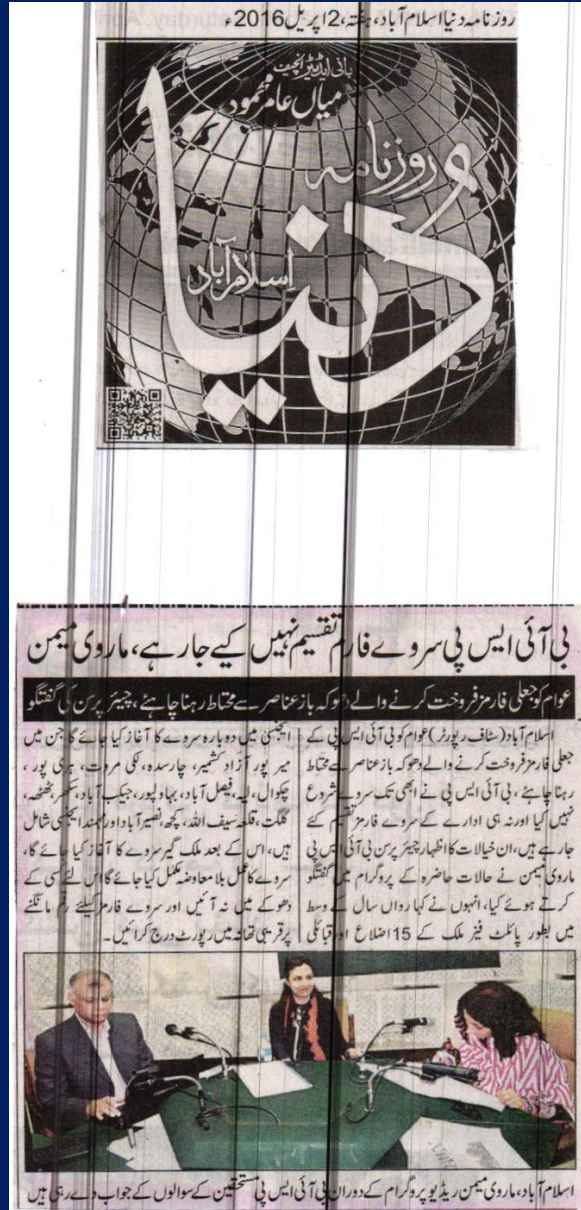 روزنامہ دنیا اسلام آباد، ہفتہ، 2 اپریل 2016ء
بانی ایڈیٹر انچیف
میاں عامر محمود
روزنامہ
دنیا
اسلام آباد
بی آئی ایس پی سروے فارم تقسیم نہیں کیے جا رہے، ماروی میمن
عوام کو جعلی فارمز فروخت کرنے والے دھوکہ باز عناصر سے محتاط رہنا چاہئے، چیئر پرسن کی گفتگو
اسلام آباد (سٹاف رپورٹر) عوام کو بی آئی ایس پی کے
جعلی فارمز فروخت کرنے والے دھوکہ باز عناصر سے محتاط
رہنا چاہئے، بی آئی ایس پی نے ابھی تک سروے شروع
نہیں کیا اور نہ ہی ادارے کے سروے فارمز تقسیم کئے
جا رہے ہیں، ان خیالات کا اظہار چیئر پرسن بی آئی ایس پی
ماروی میمن نے حالات حاضرہ کے پروگرام میں گفتگو
کرتے ہوئے کیا، انہوں نے کہا رواں سال کے وسط
میں بطور پائلٹ فیز ملک کے 15 اضلاع اور قبائلی
ایجنسی میں دوبارہ سروے کا آغاز کیا جائے گا جن میں
میر پور آزاد کشمیر، چارسدہ، لکی مروت، ہری پور،
چکوال، لیہ، فیصل آباد، بہاولپور، جیکب آباد، سکھر، ٹھٹھہ،
گلگت، قلعہ سیف اللہ، کیچ، نصیر آباد اور مہمند ایجنسی شامل
ہیں، اس کے بعد ملک گیر سروے کا آغاز کیا جائے گا،
سروے کا عمل بلا معاوضہ مکمل کیا جائے گا اس لئے کسی کے
دھوکے میں نہ آئیں اور سروے فارمز کیلئے رقم مانگنے
پر قریبی تھانہ میں رپورٹ درج کرائیں۔
اسلام آباد، ماروی میمن ریڈیو پروگرام کے دوران بی آئی ایس پی مستحقین کے سوالوں کے جواب دے رہی ہیں